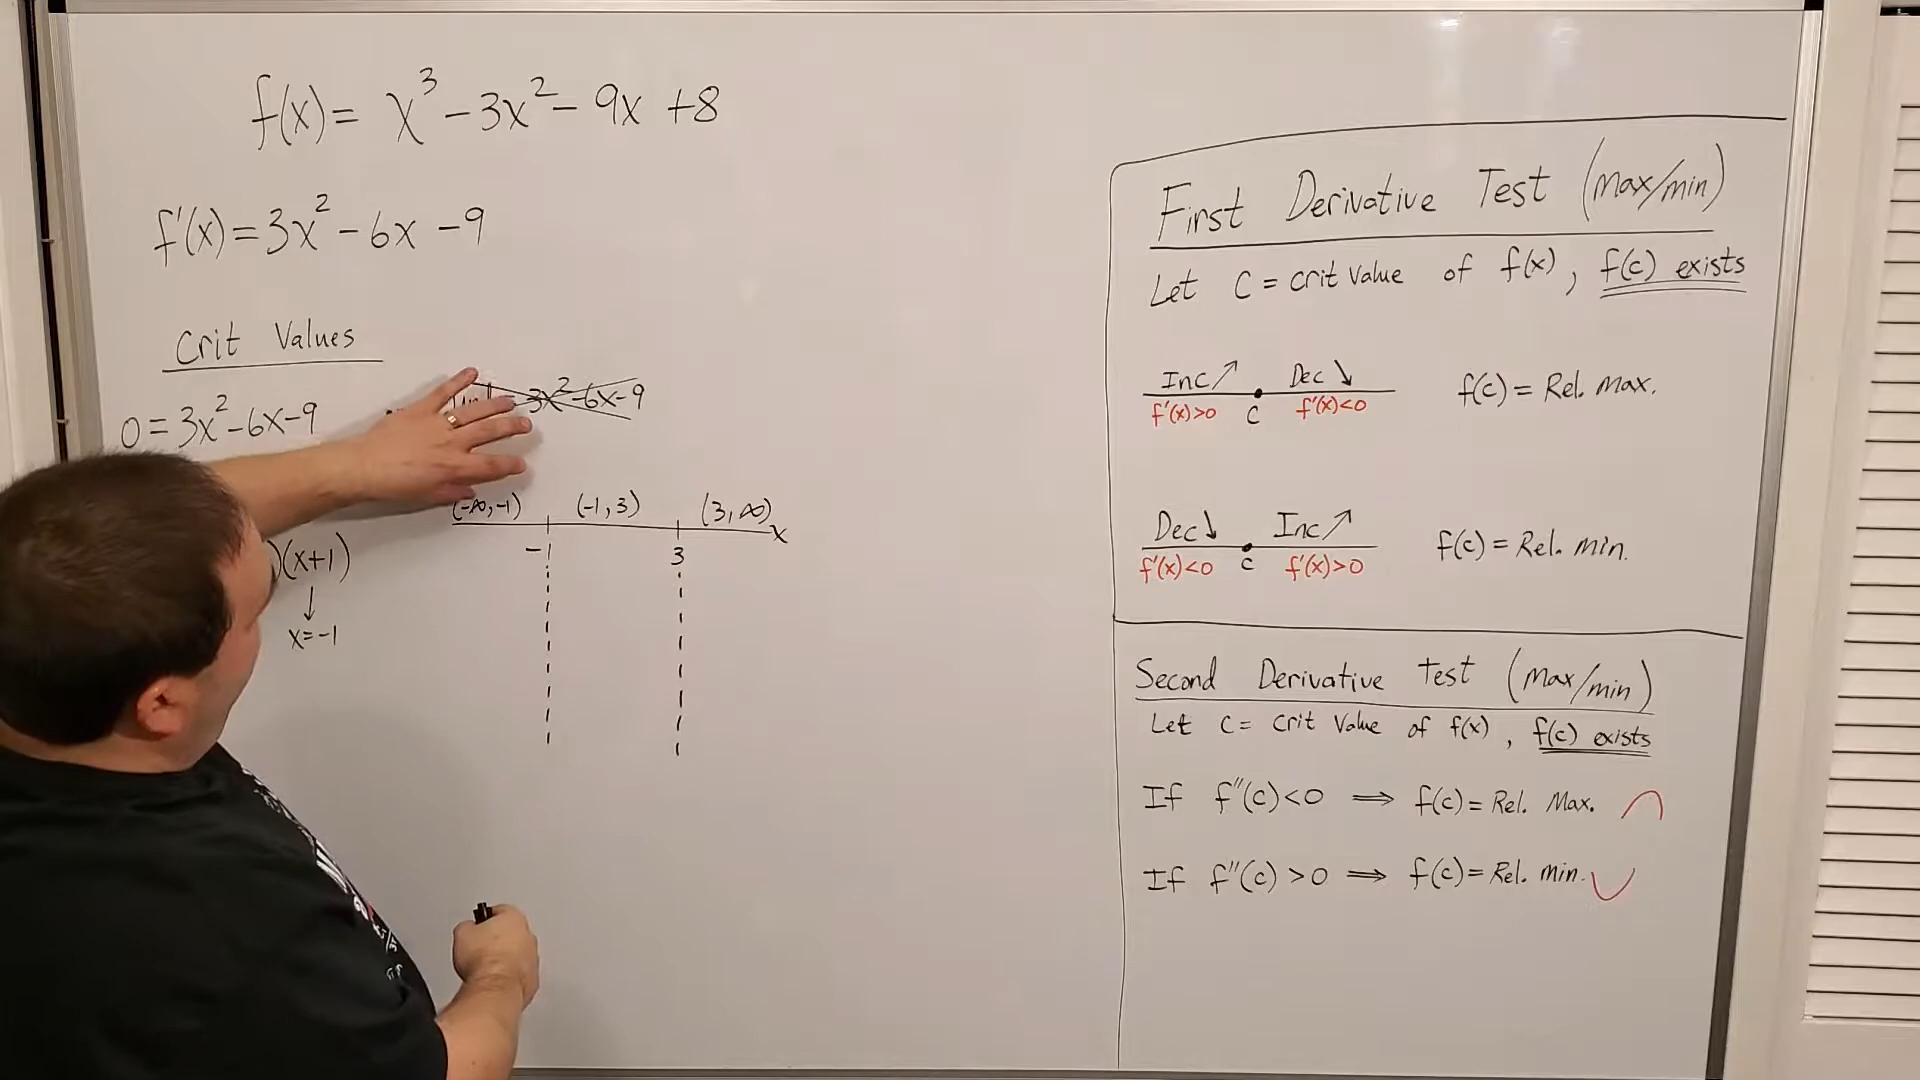 f(x) = x³ - 3x² - 9x + 8
f'(x) = 3x² - 6x - 9
Crit Values
0 = 3x² - 6x - 9
3x² - 6x - 9
)(x+1)
↓
x = -1
(-∞, -1) (-1, 3) (3, ∞)
x
-1 3
First Derivative Test (max/min)
Let C = crit value of f(x), f(c) exists
Inc ↗ Dec ↘
f'(x)>0 c f'(x)<0
f(c) = Rel. Max.
Dec ↓ Inc ↗
f'(x)<0 c f'(x)>0
f(c) = Rel. min.
Second Derivative Test (max/min)
Let C = Crit Value of f(x), f(c) exists
If f''(c)<0 ⟹ f(c) = Rel. Max.
If f''(c)>0 ⟹ f(c) = Rel. min.